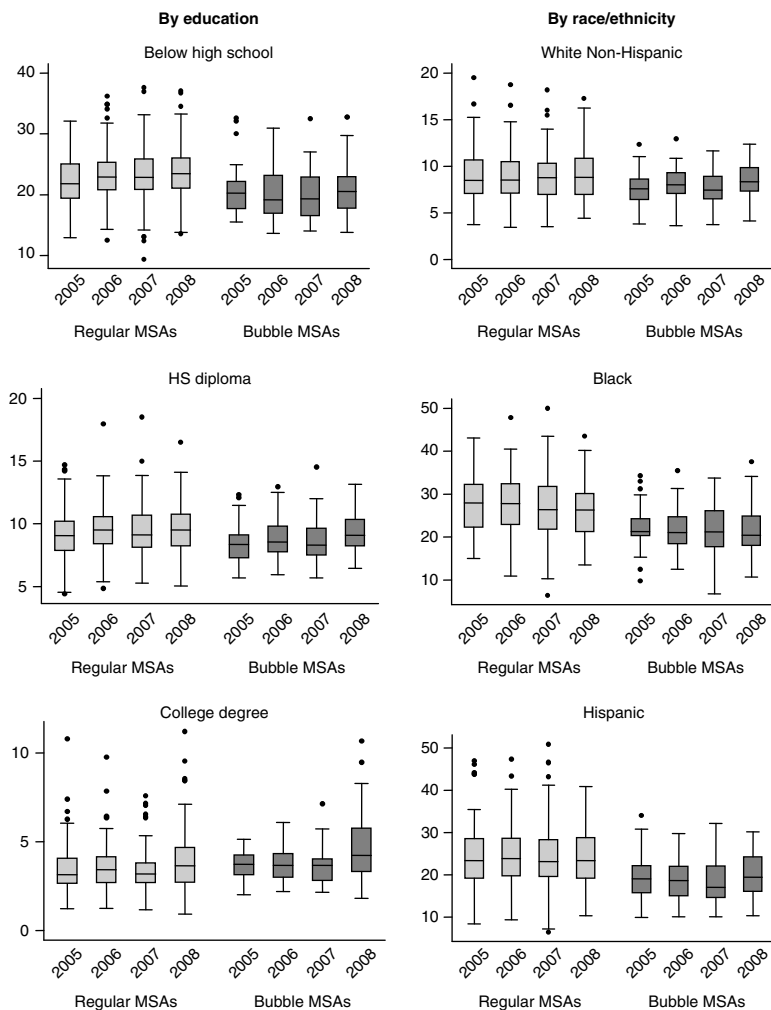 By education
Below high school
40
30
20
10
2005 2006 2007 2008 2005 2006 2007 2008
Regular MSAs Bubble MSAs
HS diploma
20
15
10
5
2005 2006 2007 2008 2005 2006 2007 2008
Regular MSAs Bubble MSAs
College degree
10
5
0
2005 2006 2007 2008 2005 2006 2007 2008
Regular MSAs Bubble MSAs
By race/ethnicity
White Non-Hispanic
20
15
10
5
0
2005 2006 2007 2008 2005 2006 2007 2008
Regular MSAs Bubble MSAs
Black
50
40
30
20
10
2005 2006 2007 2008 2005 2006 2007 2008
Regular MSAs Bubble MSAs
Hispanic
50
40
30
20
10
2005 2006 2007 2008 2005 2006 2007 2008
Regular MSAs Bubble MSAs